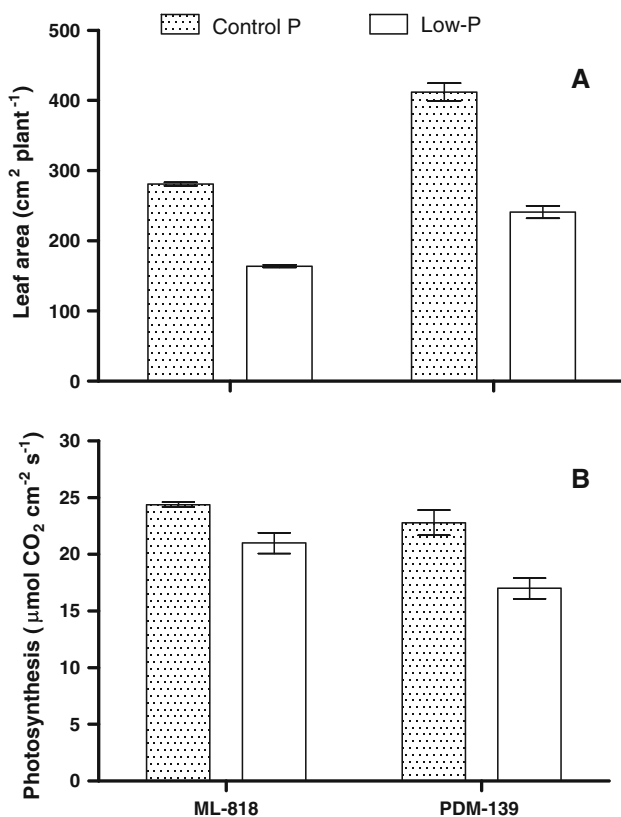 Control P Low-P
500
400
300
200
100
0
Leaf area (cm² plant⁻¹)
A
30
25
20
15
10
5
0
Photosynthesis (µmol CO₂ cm⁻² s⁻¹)
B
ML-818 PDM-139